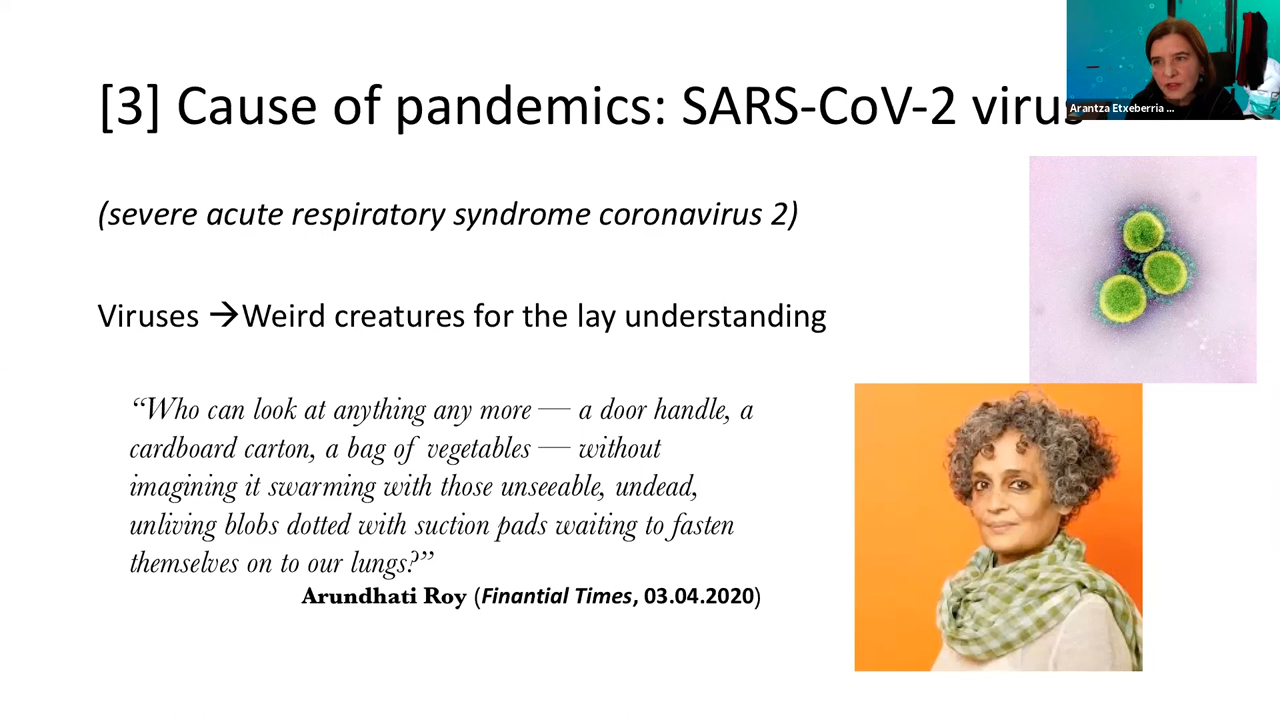 [3] Cause of pandemics: SARS-CoV-2 virus
Arantza Etxeberria ...
(severe acute respiratory syndrome coronavirus 2)
Viruses →Weird creatures for the lay understanding
“Who can look at anything any more — a door handle, a
cardboard carton, a bag of vegetables — without
imagining it swarming with those unseeable, undead,
unliving blobs dotted with suction pads waiting to fasten
themselves on to our lungs?”
Arundhati Roy (Finantial Times, 03.04.2020)